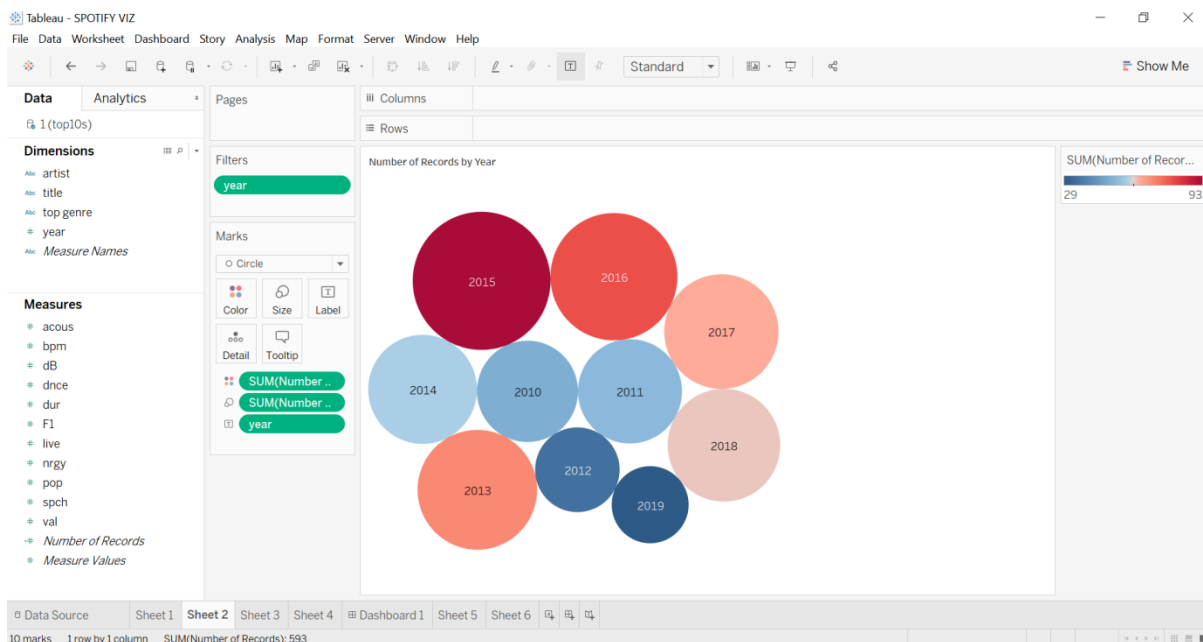 Tableau - SPOTIFY VIZ
File Data Worksheet Dashboard Story Analysis Map Format Server Window Help
Standard
Show Me
Data Analytics
1 (top10s)
Dimensions
Abc artist
Abc title
Abc top genre
# year
Abc Measure Names
Measures
# acous
# bpm
# dB
# dnce
# dur
# F1
# live
# nrgy
# pop
# spch
# val
# Number of Records
# Measure Values
Pages
Filters
year
Marks
Circle
Color Size Label
Detail Tooltip
SUM(Number ..
SUM(Number ..
year
Columns
Rows
Number of Records by Year
2015
2016
2017
2014
2010
2011
2018
2013
2012
2019
SUM(Number of Recor...
29 93
Data Source Sheet 1 Sheet 2 Sheet 3 Sheet 4 Dashboard 1 Sheet 5 Sheet 6
10 marks 1 row by 1 column SUM(Number of Records): 593